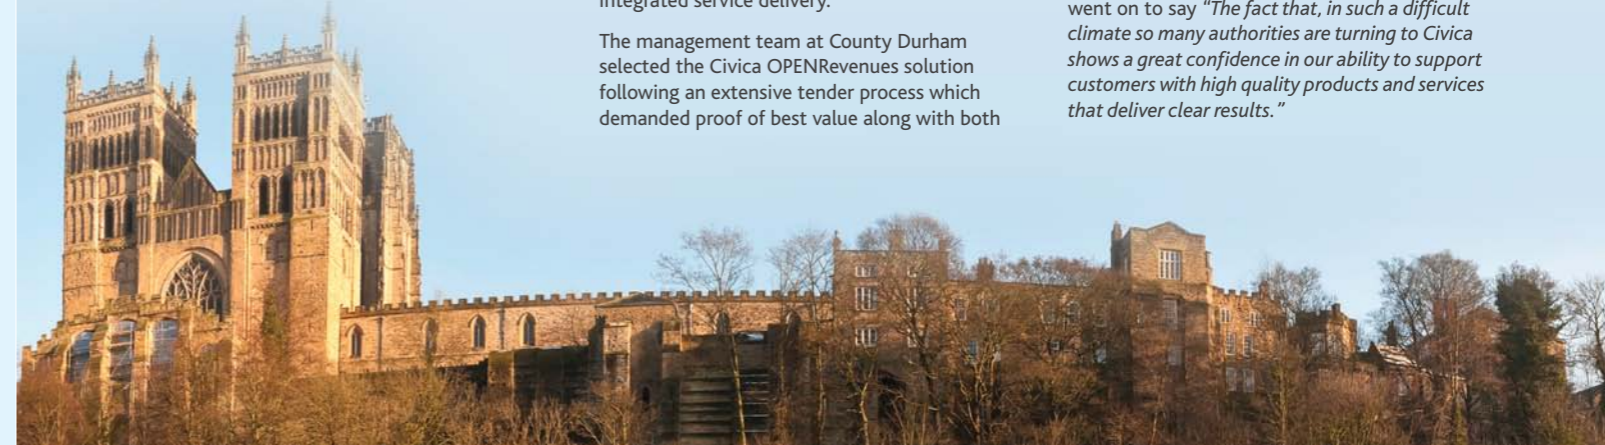 integrated service delivery.
The management team at County Durham
selected the Civica OPENRevenues solution
following an extensive tender process which
demanded proof of best value along with both
went on to say "The fact that, in such a difficult
climate so many authorities are turning to Civica
shows a great confidence in our ability to support
customers with high quality products and services
that deliver clear results."